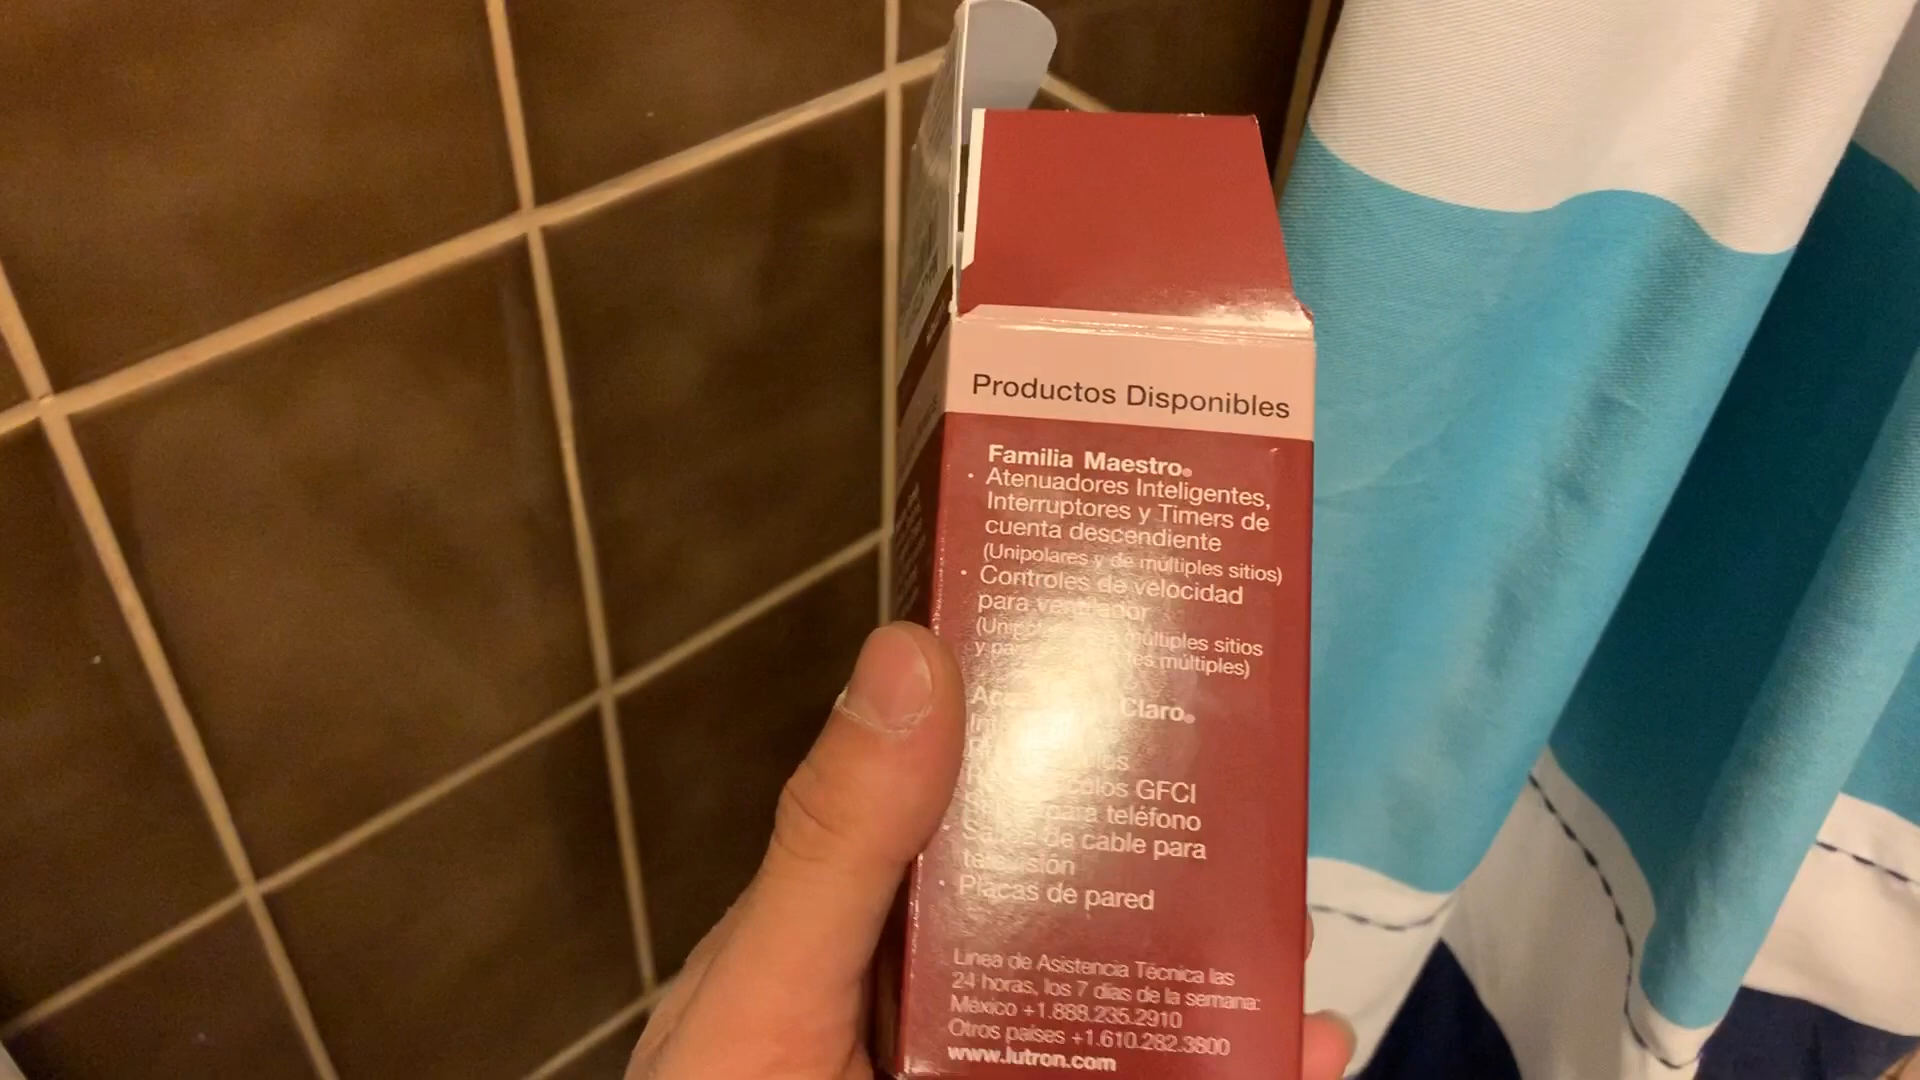 Productos Disponibles
Familia Maestro®
• Atenuadores Inteligentes,
Interruptores y Timers de
cuenta descendiente
(Unipolares y de múltiples sitios)
• Controles de velocidad
para ventilador
múltiples sitios
múltiples)
Claro®
GFCI
para teléfono
• Salida de cable para
televisión
• Placas de pared
Línea de Asistencia Técnica las
24 horas, los 7 días de la semana:
México +1.888.235.2910
Otros países +1.610.282.3800
www.lutron.com